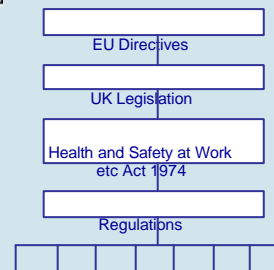 EU Directives
UK Legislation
Health and Safety at Work
etc Act 1974
Regulations